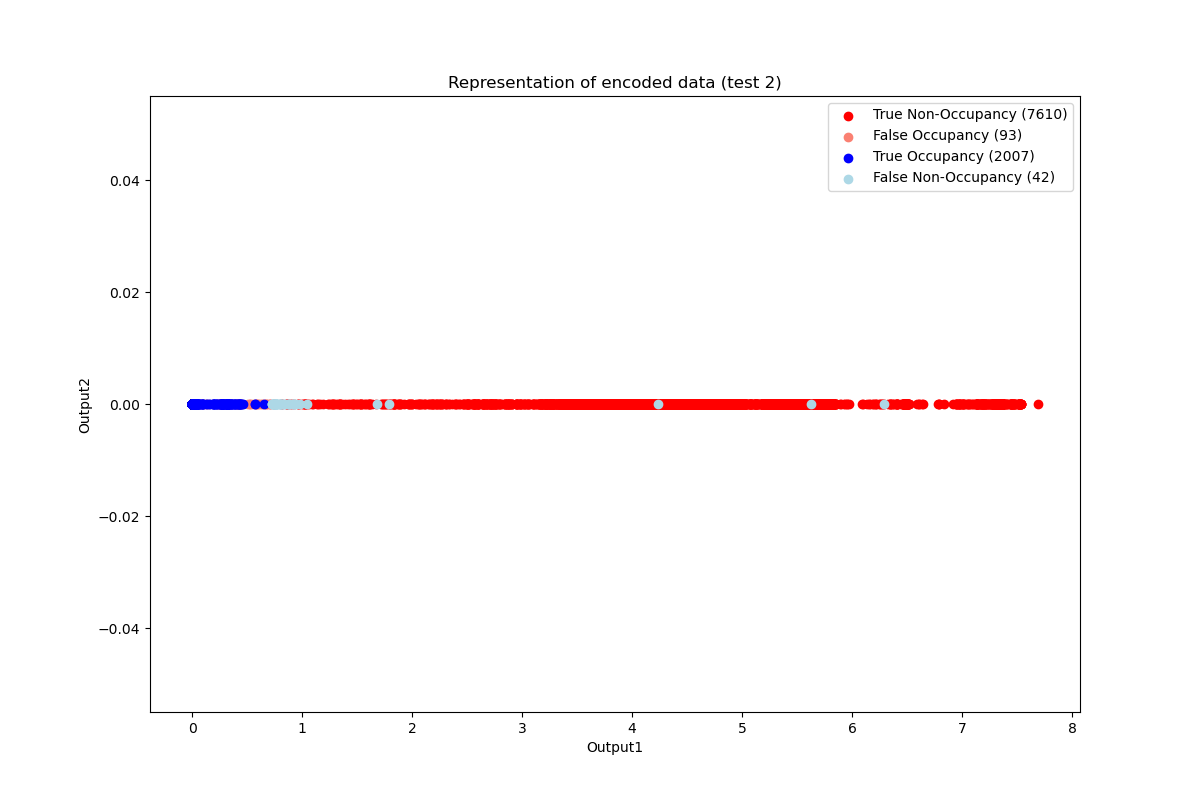 Representation of encoded data (test 2)
True Non-Occupancy (7610)
False Occupancy (93)
True Occupancy (2007)
False Non-Occupancy (42)
0.04
0.02
0.00
−0.02
−0.04
Output2
0 1 2 3 4 5 6 7 8
Output1